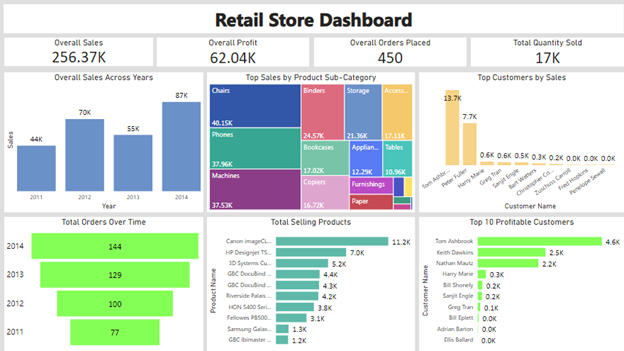 Retail Store Dashboard
Overall Sales
256.37K
Overall Profit
62.04K
Overall Orders Placed
450
Total Quantity Sold
17K
Overall Sales Across Years
Sales
44K
70K
55K
87K
2011 2012 2013 2014
Year
Top Sales by Product Sub-Category
Chairs
40.15K
Phones
37.96K
Machines
37.53K
Binders
24.57K
Bookcases
17.02K
Copiers
16.72K
Storage
21.36K
Applian...
12.29K
Furnishings
Paper
Access...
17.11K
Tables
10.96K
Top Customers by Sales
13.7K
7.7K
0.6K 0.6K 0.5K 0.3K 0.2K 0.0K 0.0K 0.0K
Tom Ashbr...
Peter Fuller
Harry Marie
Greg Tran
Sanjit Engle
Bart Watters
Christopher Co...
Zuschuss Carroll
Fred Hopkins
Penelope Sewall
Customer Name
Total Orders Over Time
2014 144
2013 129
2012 100
2011 77
Total Selling Products
Product Name
Canon imageCL... 11.2K
HP Designjet TS... 7.0K
3D Systems Cu... 5.2K
GBC DocuBind ... 4.4K
GBC DocuBind ... 4.3K
Riverside Palais ... 4.2K
HON 5400 Seri... 3.8K
Fellowes PB500... 3.1K
Samsung Galax... 1.3K
GBC Ibimaster ... 1.2K
Top 10 Profitable Customers
Customer Name
Tom Ashbrook 4.6K
Keith Dawkins 2.5K
Nathan Mautz 2.2K
Harry Marie 0.3K
Bill Shonely 0.2K
Sanjit Engle 0.2K
Greg Tran 0.1K
Bill Eplett 0.0K
Adrian Barton 0.0K
Ellis Ballard 0.0K